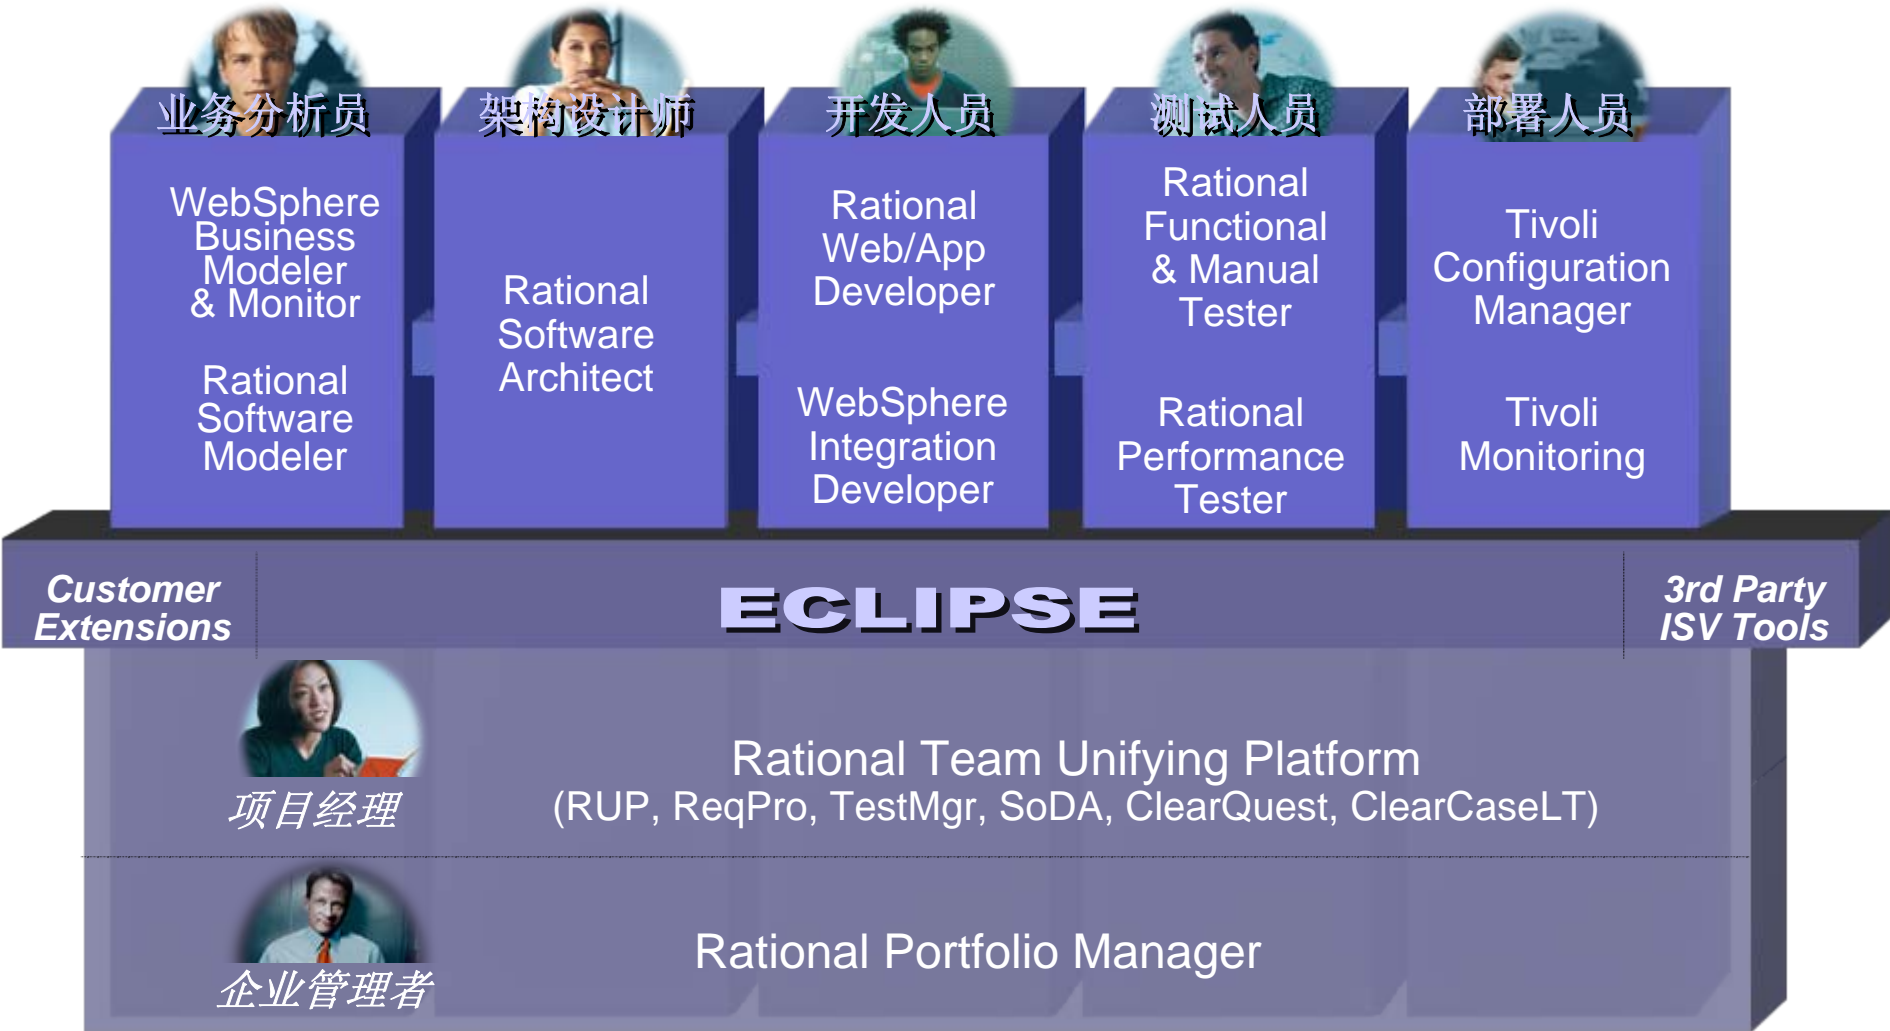 业务分析员
WebSphere
Business
Modeler
& Monitor
Rational
Software
Modeler
架构设计师
Rational
Software
Architect
开发人员
Rational
Web/App
Developer
WebSphere
Integration
Developer
测试人员
Rational
Functional
& Manual
Tester
Rational
Performance
Tester
部署人员
Tivoli
Configuration
Manager
Tivoli
Monitoring
Customer
Extensions
ECLIPSE
3rd Party
ISV Tools
项目经理
Rational Team Unifying Platform
(RUP, ReqPro, TestMgr, SoDA, ClearQuest, ClearCaseLT)
企业管理者
Rational Portfolio Manager